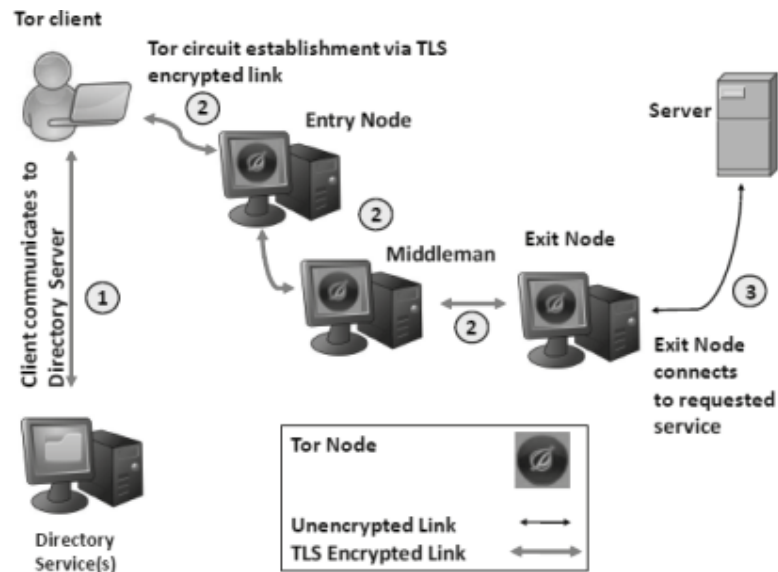 Tor client
Tor circuit establishment via TLS
encrypted link
2
Entry Node
Server
Client communicates to
Directory Server
1
2
Middleman
Exit Node
2
3
Exit Node
connects
to requested
service
Directory
Service(s)
Tor Node
Unencrypted Link
TLS Encrypted Link